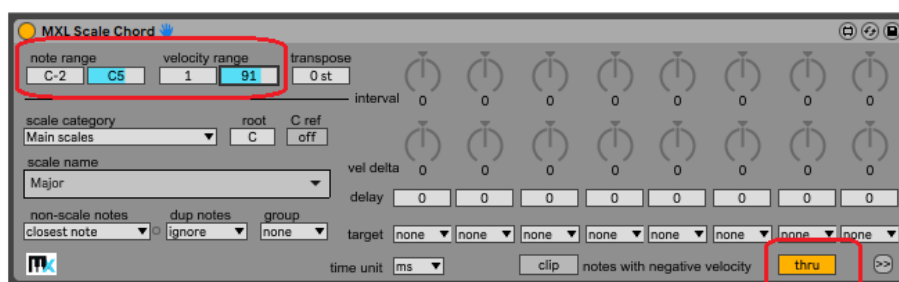 MXL Scale Chord
note range velocity range transpose
C-2 C5 1 91 0 st
interval 0 0 0 0 0 0 0 0
scale category root C ref
Main scales C off
scale name
Major
vel delta 0 0 0 0 0 0 0 0
delay 0 0 0 0 0 0 0 0
non-scale notes dup notes group
closest note ignore none
target none none none none none none none none
time unit ms clip notes with negative velocity thru >>
mx